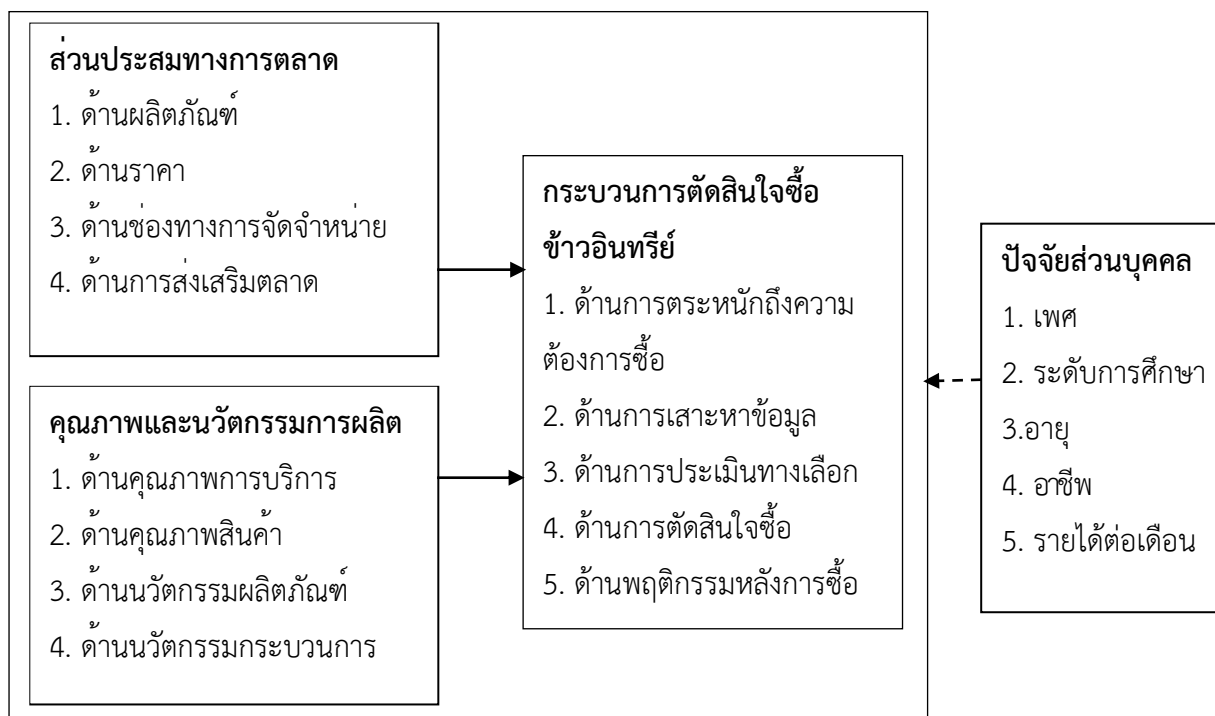 ส่วนประสมทางการตลาด
1. ด้านผลิตภัณฑ์
2. ด้านราคา
3. ด้านช่องทางการจัดจำหน่าย
4. ด้านการส่งเสริมตลาด
คุณภาพและนวัตกรรมการผลิต
1. ด้านคุณภาพการบริการ
2. ด้านคุณภาพสินค้า
3. ด้านนวัตกรรมผลิตภัณฑ์
4. ด้านนวัตกรรมกระบวนการ
กระบวนการตัดสินใจซื้อ
ข้าวอินทรีย์
1. ด้านการตระหนักถึงความ
ต้องการซื้อ
2. ด้านการเสาะหาข้อมูล
3. ด้านการประเมินทางเลือก
4. ด้านการตัดสินใจซื้อ
5. ด้านพฤติกรรมหลังการซื้อ
ปัจจัยส่วนบุคคล
1. เพศ
2. ระดับการศึกษา
3.อายุ
4. อาชีพ
5. รายได้ต่อเดือน